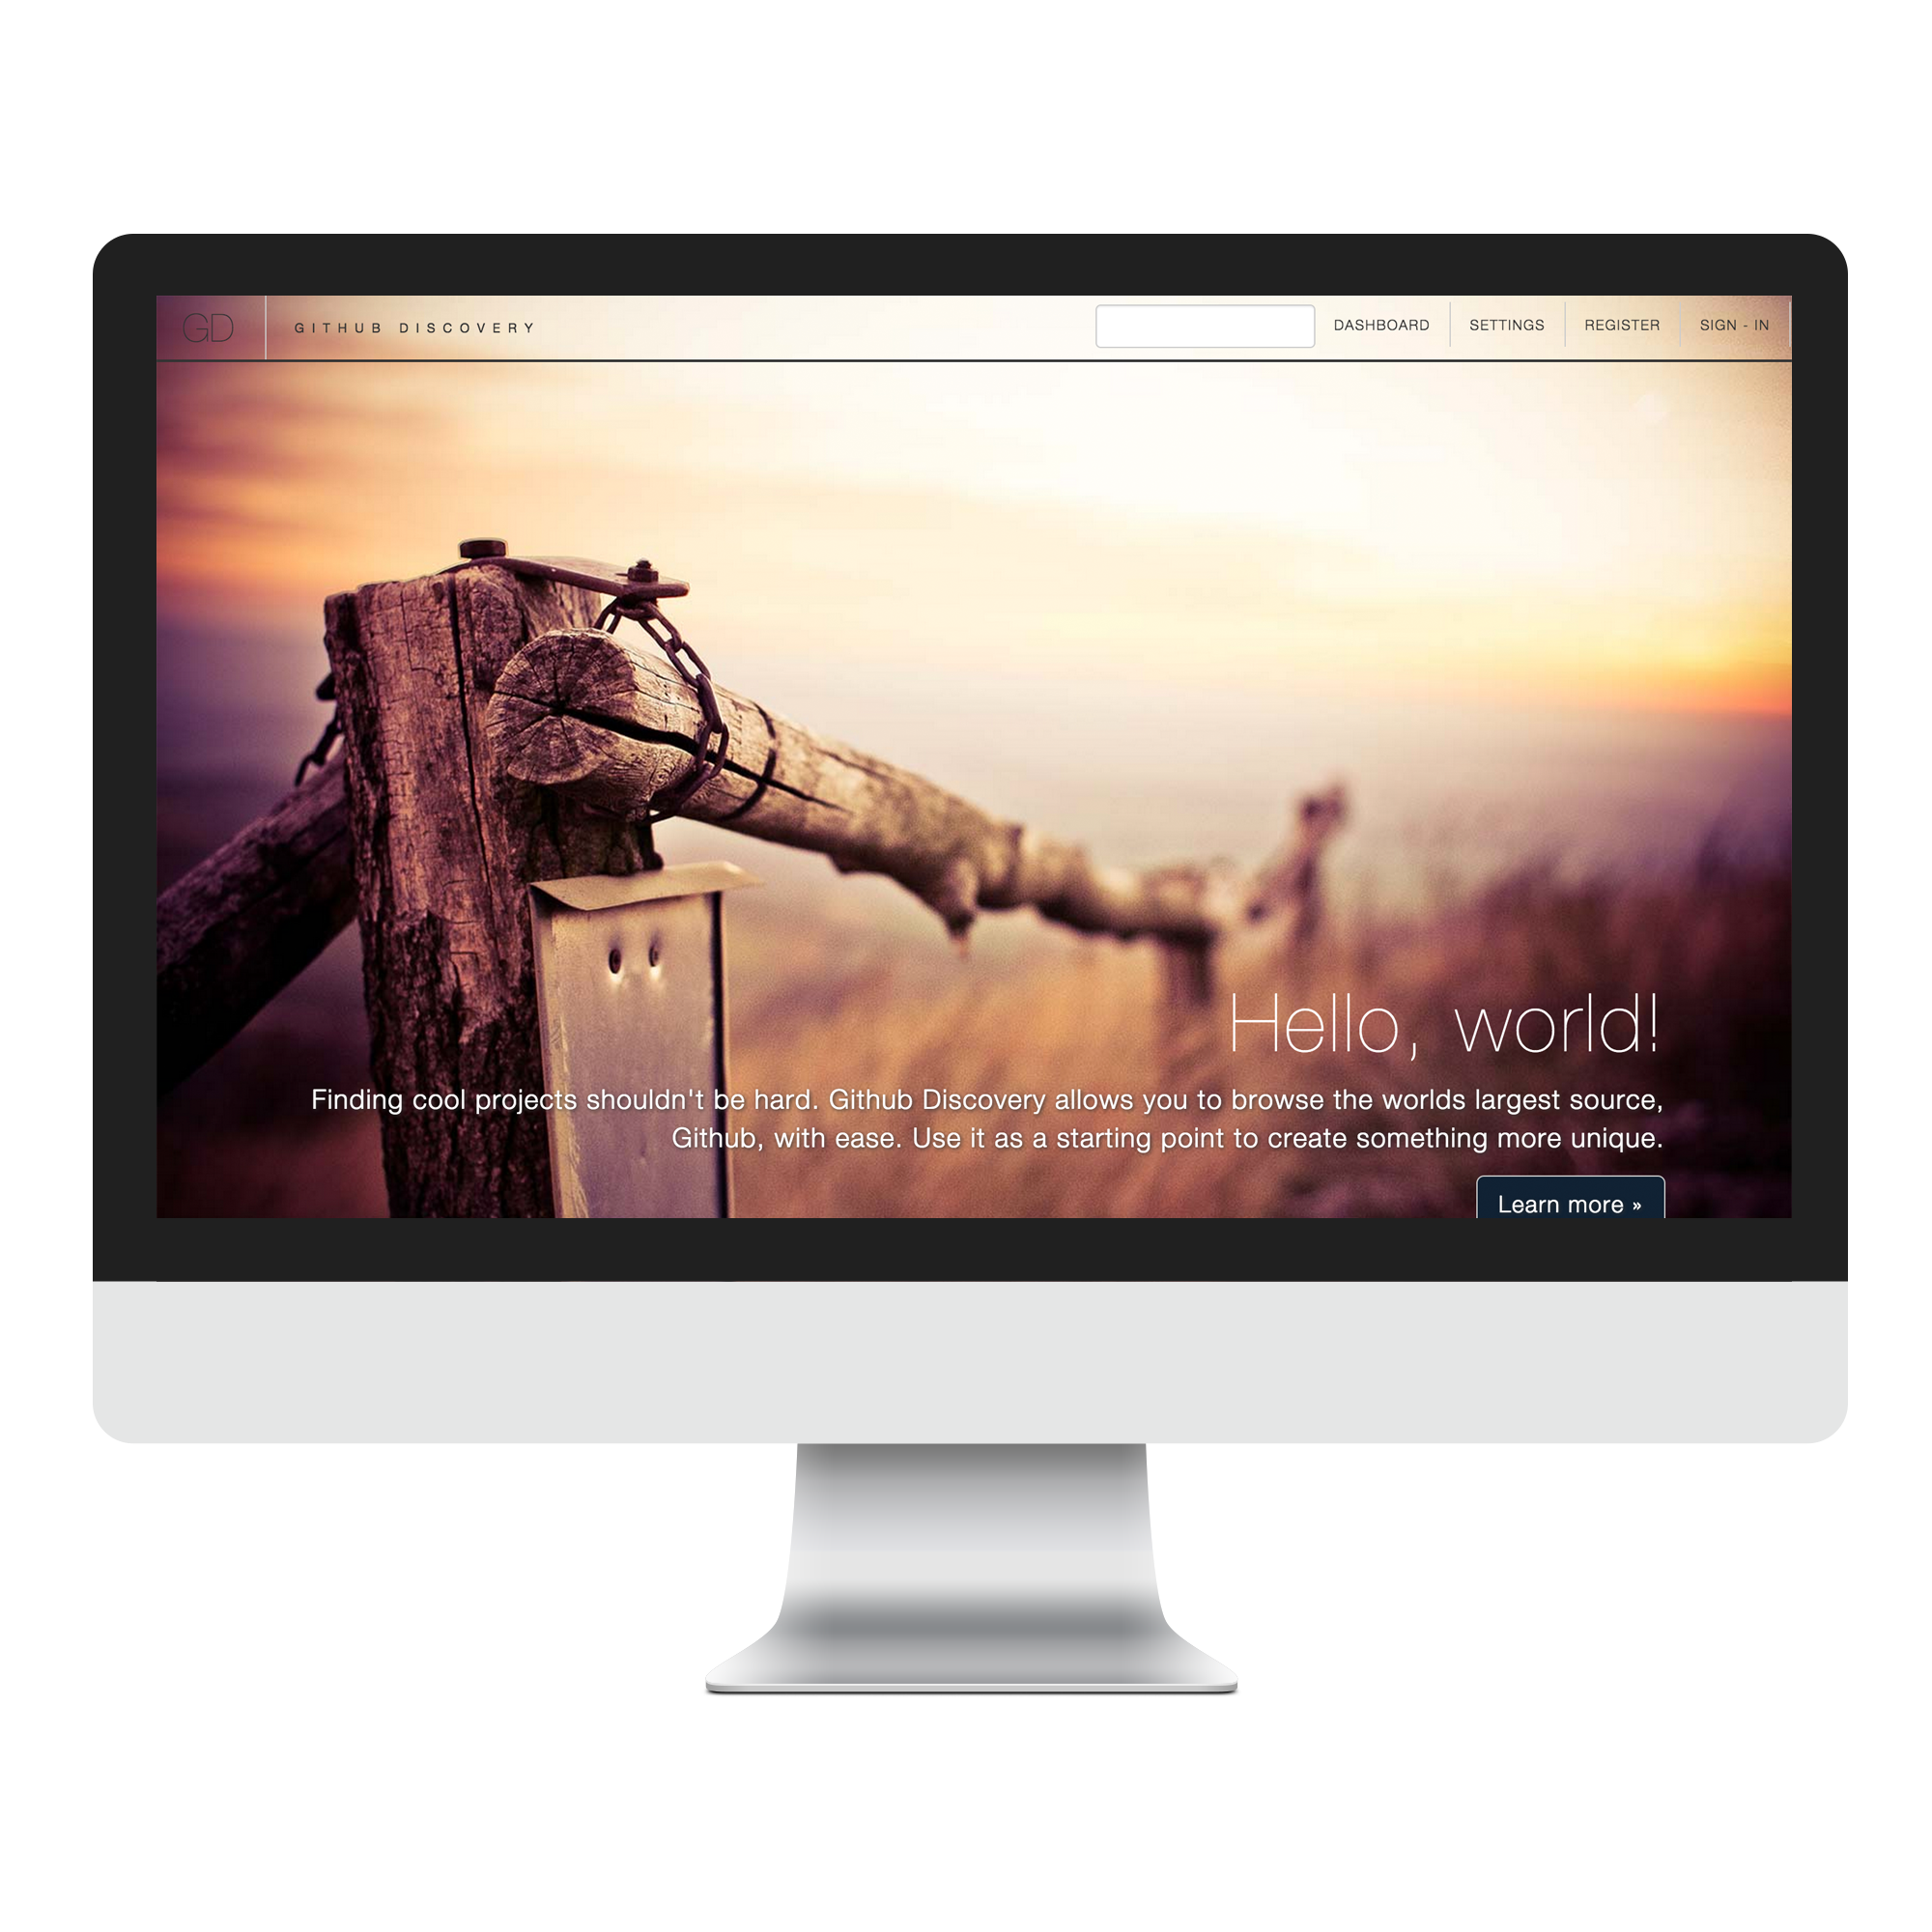 GD
GITHUB DISCOVERY
DASHBOARD
SETTINGS
REGISTER
SIGN - IN
Hello, world!
Finding cool projects shouldn't be hard. Github Discovery allows you to browse the worlds largest source,
Github, with ease. Use it as a starting point to create something more unique.
Learn more »